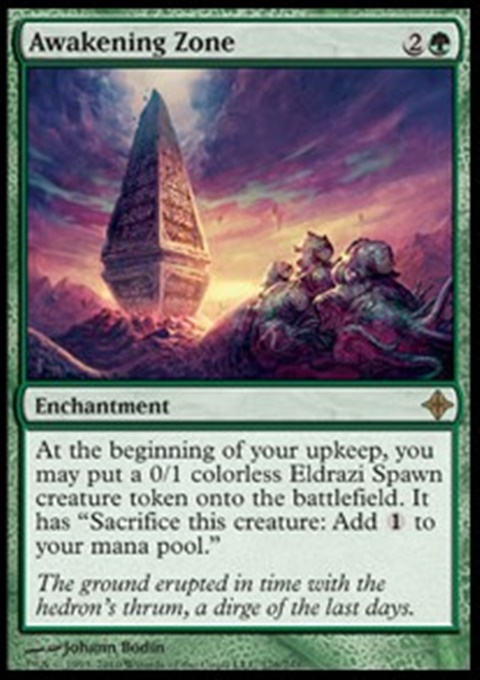 Awakening Zone 2
Enchantment
At the beginning of your upkeep, you
may put a 0/1 colorless Eldrazi Spawn
creature token onto the battlefield. It
has “Sacrifice this creature: Add 1 to
your mana pool.”
The ground erupted in time with the
hedron’s thrum, a dirge of the last days.
Johann Bodin